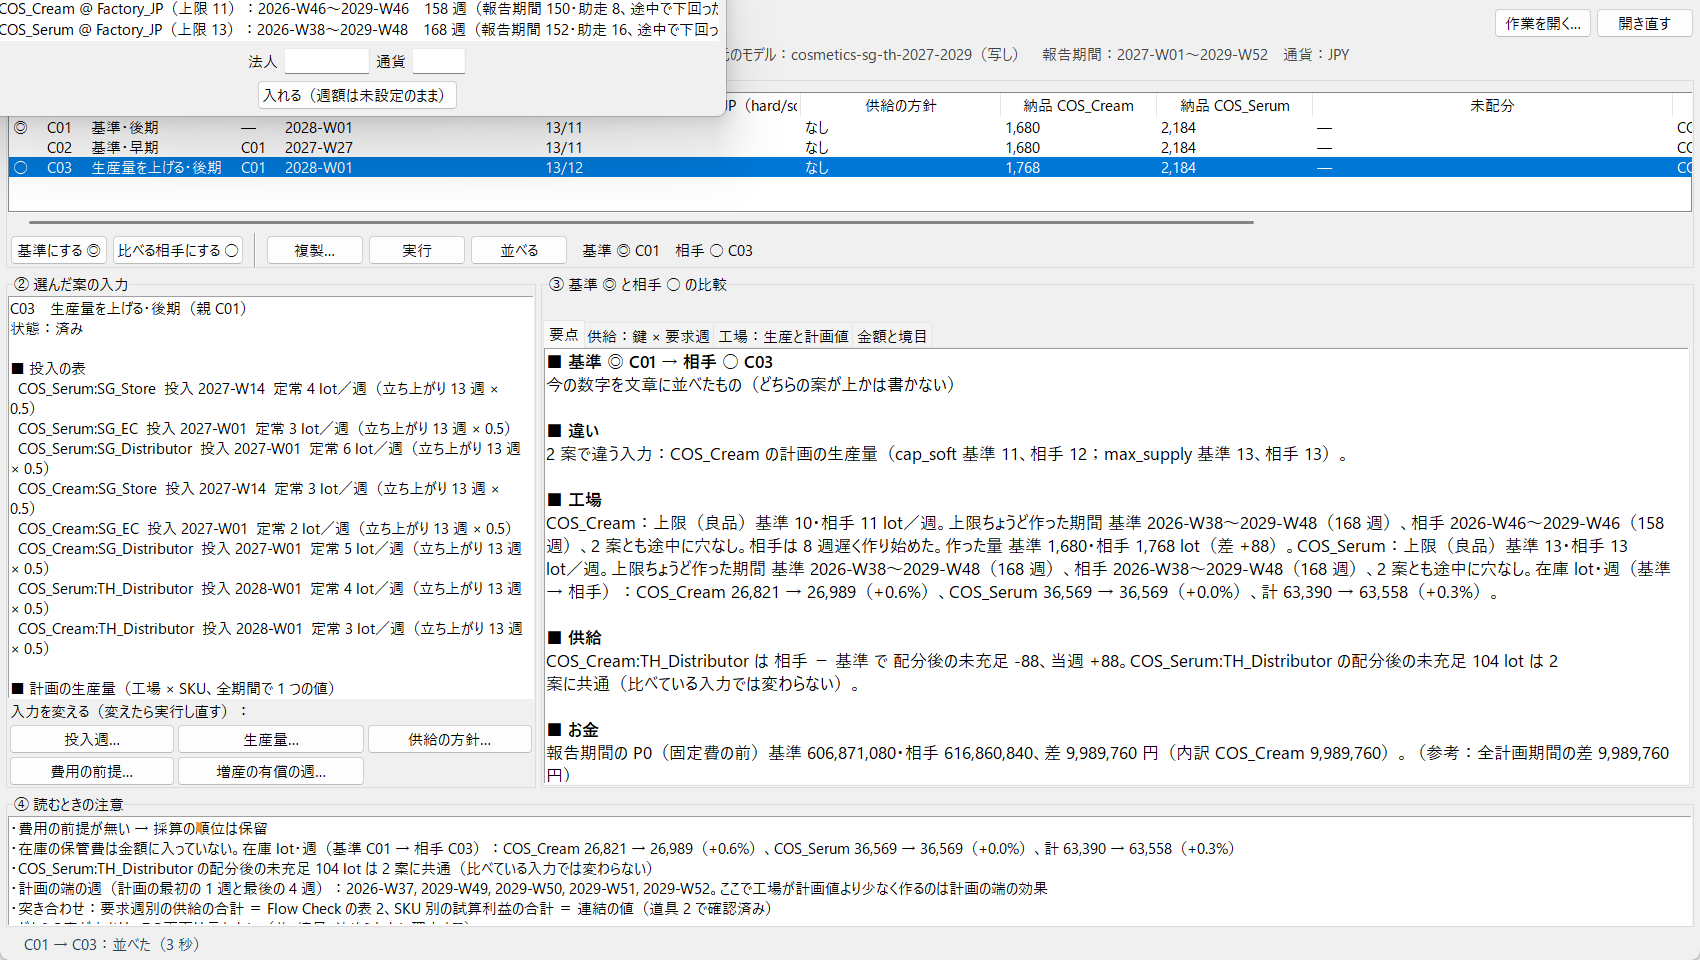 COS_Cream @ Factory_JP（上限 11）：2026-W46～2029-W46　158 週（報告期間 150・助走 8、途中で下回った
COS_Serum @ Factory_JP（上限 13）：2026-W38～2029-W48　168 週（報告期間 152・助走 16、途中で下回っ
法人　通貨
入れる（週額は未設定のまま）
作業を開く...　開き直す
元のモデル：cosmetics-sg-th-2027-2029（写し）　報告期間：2027-W01～2029-W52　通貨：JPY
JP（hard/sc　供給の方針　納品 COS_Cream　納品 COS_Serum　未配分
◎　C01　基準・後期　—　2028-W01　13/11　なし　1,680　2,184　—　CC
C02　基準・早期　C01　2027-W27　13/11　なし　1,680　2,184　—　CC
○　C03　生産量を上げる・後期　C01　2028-W01　13/12　なし　1,768　2,184　—　CC
基準にする ◎　比べる相手にする ○　複製...　実行　並べる　基準 ◎ C01　相手 ○ C03
② 選んだ案の入力
C03　生産量を上げる・後期（親 C01）
状態：済み
■ 投入の表
COS_Serum:SG_Store  投入 2027-W14  定常 4 lot／週（立ち上がり 13 週 ×
0.5）
COS_Serum:SG_EC  投入 2027-W01  定常 3 lot／週（立ち上がり 13 週 × 0.5）
COS_Serum:SG_Distributor  投入 2027-W01  定常 6 lot／週（立ち上がり 13 週
× 0.5）
COS_Cream:SG_Store  投入 2027-W14  定常 3 lot／週（立ち上がり 13 週 ×
0.5）
COS_Cream:SG_EC  投入 2027-W01  定常 2 lot／週（立ち上がり 13 週 × 0.5）
COS_Cream:SG_Distributor  投入 2027-W01  定常 5 lot／週（立ち上がり 13 週
× 0.5）
COS_Serum:TH_Distributor  投入 2028-W01  定常 4 lot／週（立ち上がり 13 週
× 0.5）
COS_Cream:TH_Distributor  投入 2028-W01  定常 3 lot／週（立ち上がり 13 週
× 0.5）
■ 計画の生産量（工場 × SKU、全期間で 1 つの値）
入力を変える（変えたら実行し直す）：
投入週...　生産量...　供給の方針...
費用の前提...　増産の有償の週...
③ 基準 ◎ と相手 ○ の比較
要点　供給：鍵 × 要求週　工場：生産と計画値　金額と境目
■ 基準 ◎ C01 → 相手 ○ C03
今の数字を文章に並べたもの（どちらの案が上かは書かない）
■ 違い
2 案で違う入力：COS_Cream の計画の生産量（cap_soft 基準 11、相手 12；max_supply 基準 13、相手 13）。
■ 工場
COS_Cream：上限（良品）基準 10・相手 11 lot／週。上限ちょうど作った期間 基準 2026-W38～2029-W48（168 週）、相手 2026-W46～2029-W46（158
週）、2 案とも途中に穴なし。相手は 8 週遅く作り始めた。作った量 基準 1,680・相手 1,768 lot（差 +88）。COS_Serum：上限（良品）基準 13・相手 13
lot／週。上限ちょうど作った期間 基準 2026-W38～2029-W48（168 週）、相手 2026-W38～2029-W48（168 週）、2 案とも途中に穴なし。在庫 lot・週（基準
→ 相手）：COS_Cream 26,821 → 26,989（+0.6%）、COS_Serum 36,569 → 36,569（+0.0%）、計 63,390 → 63,558（+0.3%）。
■ 供給
COS_Cream:TH_Distributor は 相手 − 基準 で 配分後の未充足 -88、当週 +88。COS_Serum:TH_Distributor の配分後の未充足 104 lot は 2
案に共通（比べている入力では変わらない）。
■ お金
報告期間の P0（固定費の前）基準 606,871,080・相手 616,860,840、差 9,989,760 円（内訳 COS_Cream 9,989,760）。（参考：全計画期間の差 9,989,760
円）
④ 読むときの注意
・費用の前提が無い → 採算の順位は保留
・在庫の保管費は金額に入っていない。在庫 lot・週（基準 C01 → 相手 C03）：COS_Cream 26,821 → 26,989（+0.6%）、COS_Serum 36,569 → 36,569（+0.0%）、計 63,390 → 63,558（+0.3%）
・COS_Serum:TH_Distributor の配分後の未充足 104 lot は 2 案に共通（比べている入力では変わらない）
・計画の端の週（計画の最初の 1 週と最後の 4 週）：2026-W37, 2029-W49, 2029-W50, 2029-W51, 2029-W52。ここで工場が計画値より少なく作るのは計画の端の効果
・突き合わせ：要求週別の供給の合計 ＝ Flow Check の表 2、SKU 別の試算利益の合計 ＝ 連結の値（道具 2 で確認済み）
C01 → C03：並べた（3 秒）